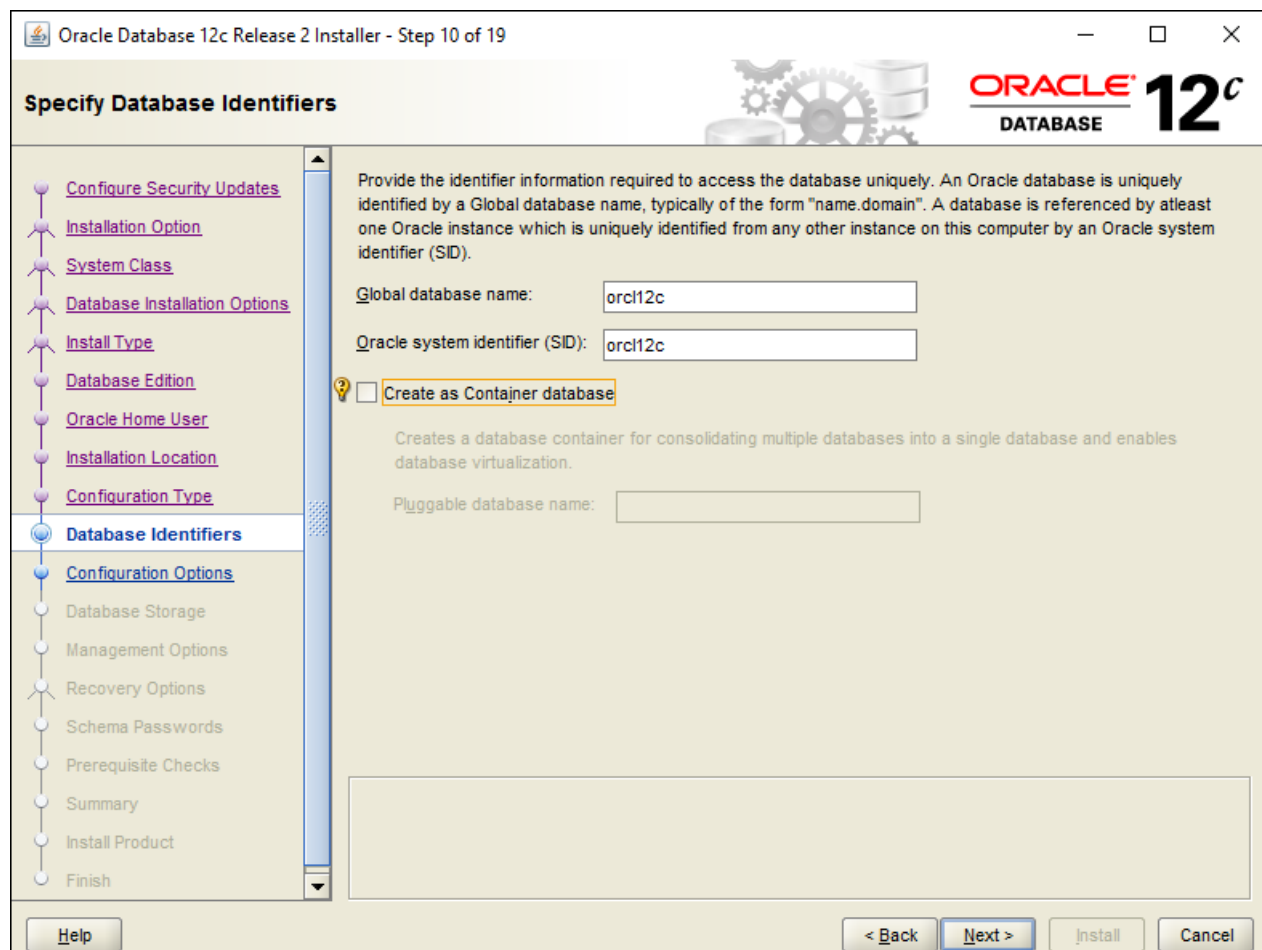 Oracle Database 12c Release 2 Installer - Step 10 of 19
Specify Database Identifiers
ORACLE®
DATABASE
12c
Configure Security Updates
Installation Option
System Class
Database Installation Options
Install Type
Database Edition
Oracle Home User
Installation Location
Configuration Type
Database Identifiers
Configuration Options
Database Storage
Management Options
Recovery Options
Schema Passwords
Prerequisite Checks
Summary
Install Product
Finish
Provide the identifier information required to access the database uniquely. An Oracle database is uniquely
identified by a Global database name, typically of the form "name.domain". A database is referenced by atleast
one Oracle instance which is uniquely identified from any other instance on this computer by an Oracle system
identifier (SID).
Global database name:
orcl12c
Oracle system identifier (SID):
orcl12c
Create as Container database
Creates a database container for consolidating multiple databases into a single database and enables
database virtualization.
Pluggable database name:
Help
< Back
Next >
Install
Cancel